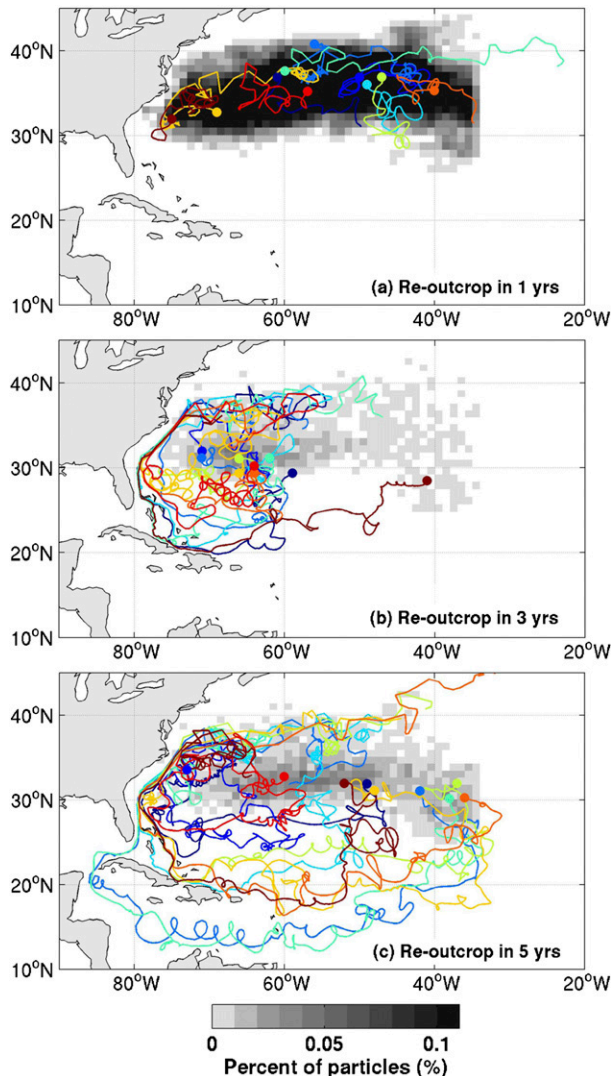 40°N
30°N
20°N
(a) Re-outcrop in 1 yrs
10°N
80°W 60°W 40°W 20°W
40°N
30°N
20°N
(b) Re-outcrop in 3 yrs
10°N
80°W 60°W 40°W 20°W
40°N
30°N
20°N
(c) Re-outcrop in 5 yrs
10°N
80°W 60°W 40°W 20°W
0 0.05 0.1
Percent of particles (%)